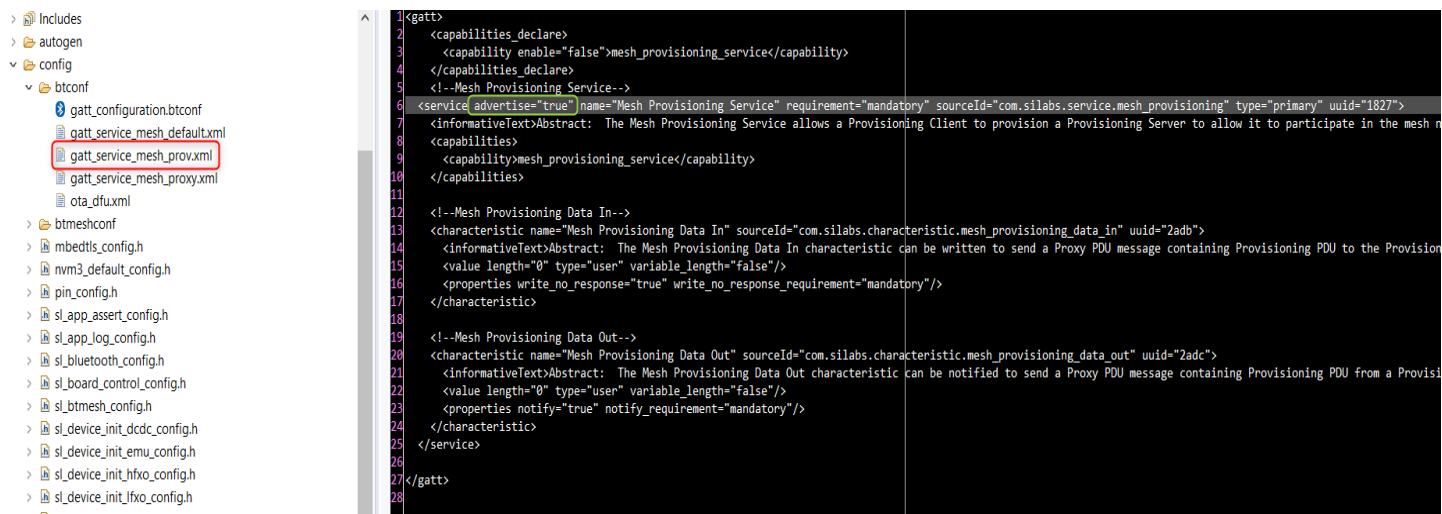 Includes
autogen
config
btconf
gatt_configuration.btconf
gatt_service_mesh_default.xml
gatt_service_mesh_prov.xml
gatt_service_mesh_proxy.xml
ota_dfu.xml
btmeshconf
mbedtls_config.h
nvm3_default_config.h
pin_config.h
sl_app_assert_config.h
sl_app_log_config.h
sl_bluetooth_config.h
sl_board_control_config.h
sl_btmesh_config.h
sl_device_init_dcdc_config.h
sl_device_init_emu_config.h
sl_device_init_hfxo_config.h
sl_device_init_lfxo_config.h
1 <gatt>
2 <capabilities_declare>
3 <capability enable="false">mesh_provisioning_service</capability>
4 </capabilities_declare>
5 <!--Mesh Provisioning Service-->
6 <service advertise="true" name="Mesh Provisioning Service" requirement="mandatory" sourceId="com.silabs.service.mesh_provisioning" type="primary" uuid="1827">
7 <informativeText>Abstract: The Mesh Provisioning Service allows a Provisioning Client to provision a Provisioning Server to allow it to participate in the mesh n
8 <capabilities>
9 <capability>mesh_provisioning_service</capability>
10 </capabilities>
11
12 <!--Mesh Provisioning Data In-->
13 <characteristic name="Mesh Provisioning Data In" sourceId="com.silabs.characteristic.mesh_provisioning_data_in" uuid="2adb">
14 <informativeText>Abstract: The Mesh Provisioning Data In characteristic can be written to send a Proxy PDU message containing Provisioning PDU to the Provision
15 <value length="0" type="user" variable_length="false"/>
16 <properties write_no_response="true" write_no_response_requirement="mandatory"/>
17 </characteristic>
18
19 <!--Mesh Provisioning Data Out-->
20 <characteristic name="Mesh Provisioning Data Out" sourceId="com.silabs.characteristic.mesh_provisioning_data_out" uuid="2adc">
21 <informativeText>Abstract: The Mesh Provisioning Data Out characteristic can be notified to send a Proxy PDU message containing Provisioning PDU from a Provisi
22 <value length="0" type="user" variable_length="false"/>
23 <properties notify="true" notify_requirement="mandatory"/>
24 </characteristic>
25 </service>
26
27 </gatt>
28